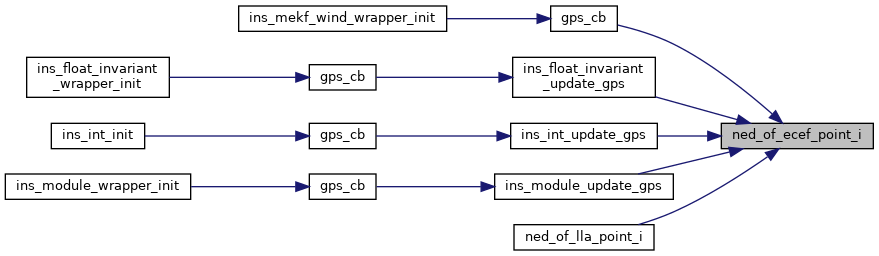 ins_mekf_wind_wrapper_init
gps_cb
ins_float_invariant
_wrapper_init
gps_cb
ins_float_invariant
_update_gps
ins_int_init
gps_cb
ins_int_update_gps
ned_of_ecef_point_i
ins_module_wrapper_init
gps_cb
ins_module_update_gps
ned_of_lla_point_i